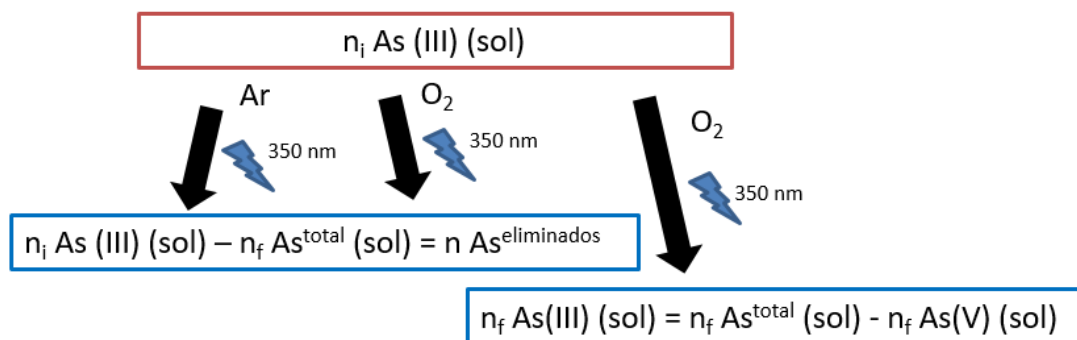 nᵢ As (III) (sol)
Ar
O₂
O₂
350 nm
350 nm
350 nm
nᵢ As (III) (sol) – n_f As^total (sol) = n As^eliminados
n_f As(III) (sol) = n_f As^total (sol) - n_f As(V) (sol)